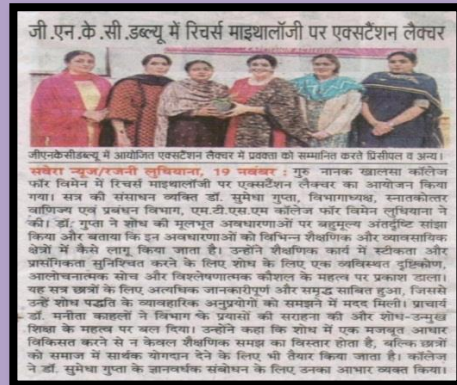 जी.एन.के.सी.डब्ल्यू में रिचर्स माइथालॉजी पर एक्सटैंशन लैक्चर
जीएनकेसीडब्ल्यू में आयोजित एक्सटैंशन लैक्चर में प्रवक्ता को सम्मानित करते प्रिंसीपल व अन्य।
सवेरा न्यूज/रजनी लुधियाना, 19 नवंबर : गुरु नानक खालसा कॉलेज
फॉर विमेन में रिचर्स माइथालॉजी पर एक्सटैंशन लैक्चर का आयोजन किया
गया। सत्र की संसाधन व्यक्ति डॉ. सुमेधा गुप्ता, विभागाध्यक्ष, स्नातकोत्तर
वाणिज्य एवं प्रबंधन विभाग, एम.टी.एस.एम कॉलेज फॉर विमेन लुधियाना ने
की। डॉ. गुप्ता ने शोध की मूलभूत अवधारणाओं पर बहुमूल्य अंतर्दृष्टि सांझा
किया और बताया कि इन अवधारणाओं को विभिन्न शैक्षणिक और व्यावसायिक
क्षेत्रों में कैसे लागू किया जाता है। उन्होंने शैक्षणिक कार्य की सटीकता और
प्रासंगिकता सुनिश्चित करने के लिए शोध के लिए एक व्यवस्थित दृष्टिकोण,
आलोचनात्मक सोच और विश्लेषणात्मक कौशल के महत्व पर प्रकाश डाला।
यह सत्र छात्रों के लिए अत्यधिक जानकारीपूर्ण और समृद्ध साबित हुआ, जिससे
उन्हें शोध पद्धति के व्यावहारिक अनुप्रयोगों को समझने में मदद मिली। प्राचार्य
डॉ. मनीता काहलों ने विभाग के प्रयासों की सराहना की और शोध-उन्मुख
शिक्षा के महत्व पर बल दिया। उन्होंने कहा कि शोध में एक मजबूत आधार
विकसित करने से न केवल शैक्षणिक समझ का विस्तार होता है, बल्कि छात्रों
को समाज में सार्थक योगदान देने के लिए भी तैयार किया जाता है। कॉलेज
ने डॉ. सुमेधा गुप्ता के ज्ञानवर्धक संबोधन के लिए उनका आभार व्यक्त किया।